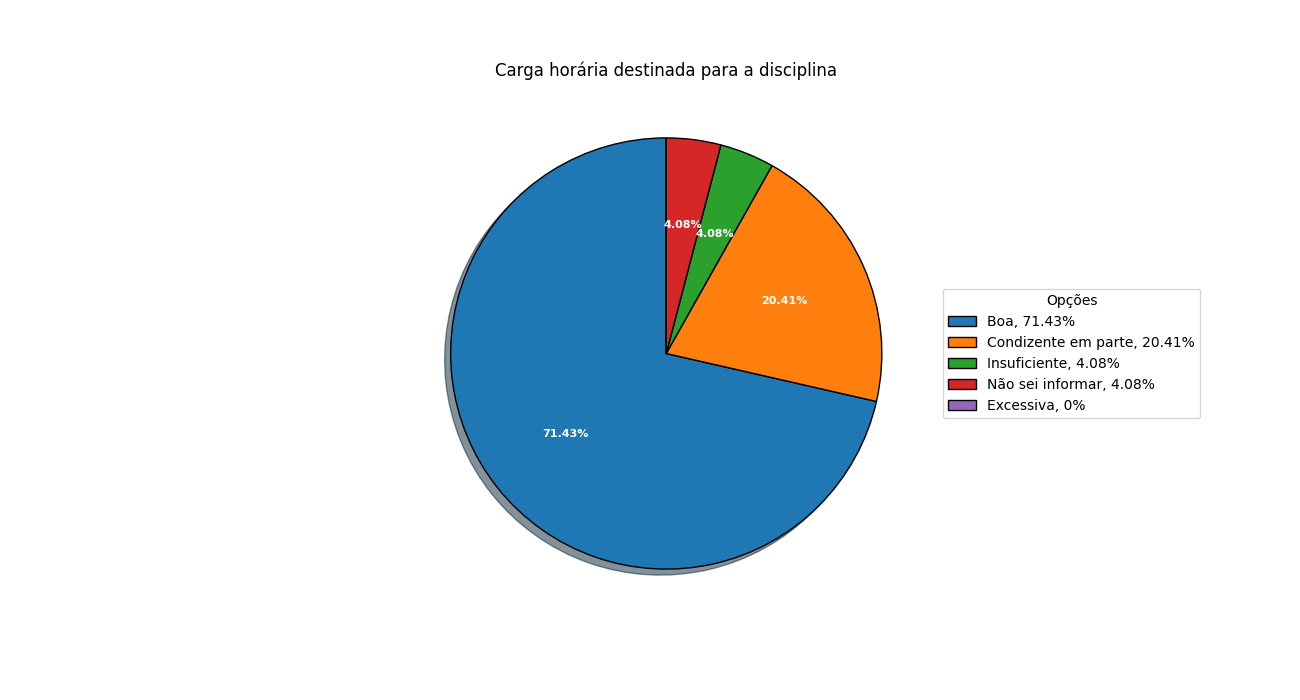 Carga horária destinada para a disciplina
4.08%
4.08%
20.41%
71.43%
Opções
Boa, 71.43%
Condizente em parte, 20.41%
Insuficiente, 4.08%
Não sei informar, 4.08%
Excessiva, 0%